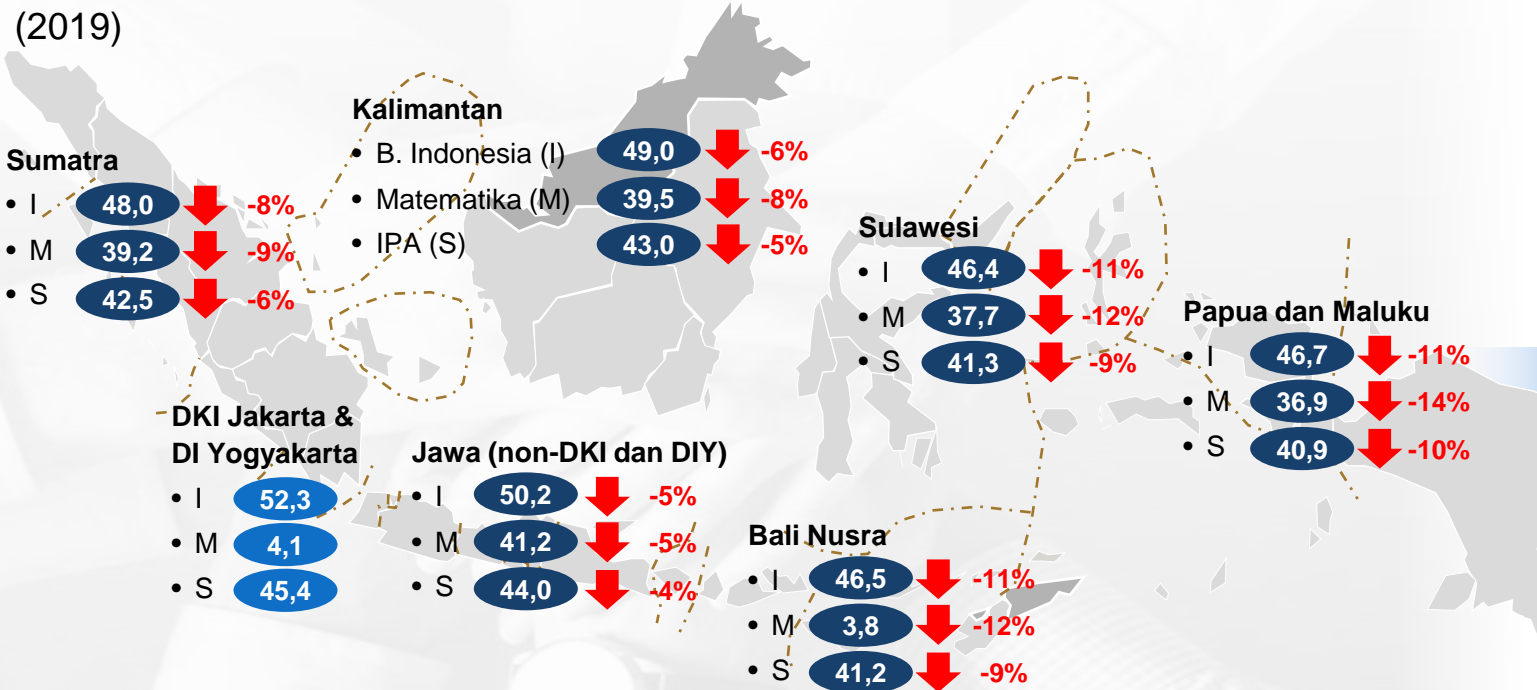 (2019)
Sumatra
• I 48,0 -8%
• M 39,2 -9%
• S 42,5 -6%
Kalimantan
• B. Indonesia (I) 49,0 -6%
• Matematika (M) 39,5 -8%
• IPA (S) 43,0 -5%
Sulawesi
• I 46,4 -11%
• M 37,7 -12%
• S 41,3 -9%
Papua dan Maluku
• I 46,7 -11%
• M 36,9 -14%
• S 40,9 -10%
DKI Jakarta &
DI Yogyakarta
• I 52,3
• M 4,1
• S 45,4
Jawa (non-DKI dan DIY)
• I 50,2 -5%
• M 41,2 -5%
• S 44,0 -4%
Bali Nusra
• I 46,5 -11%
• M 3,8 -12%
• S 41,2 -9%